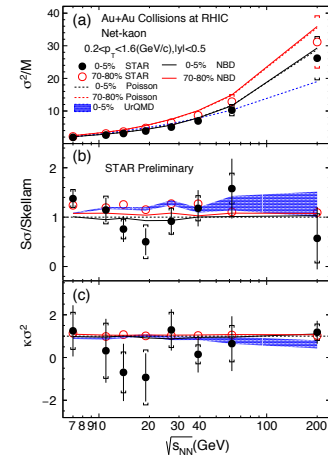 (a) Au+Au Collisions at RHIC
Net-kaon
0.2<p_T<1.6(GeV/c),|y|<0.5
0-5% STAR 0-5% NBD
70-80% STAR 70-80% NBD
0-5% Poisson
70-80% Poisson
0-5% UrQMD
σ²/M
40
30
20
10
0
(b) STAR Preliminary
Sσ/Skellam
2
1
0
(c)
κσ²
2
0
−2
7 8 910 20 30 40 100 200
√s_NN (GeV)